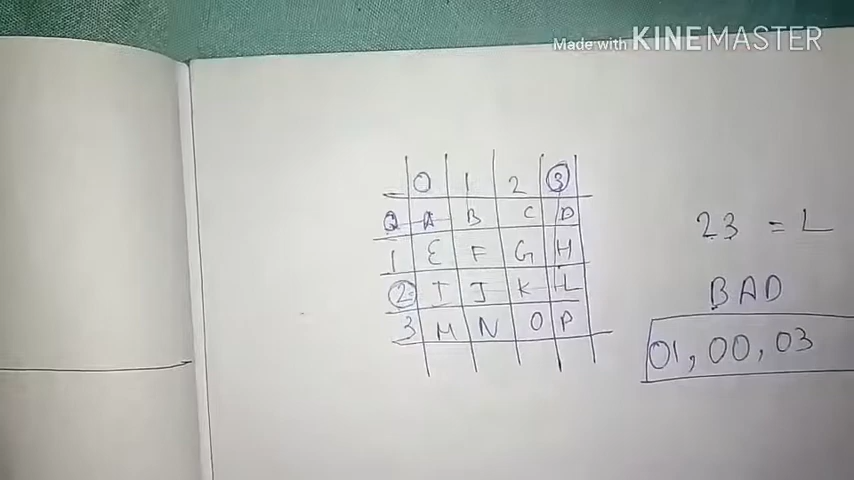 Made with KINEMASTER
0 1 2 3
0 A B C D
1 E F G H
2 I J K L
3 M N O P
23 = L
BAD
01, 00, 03